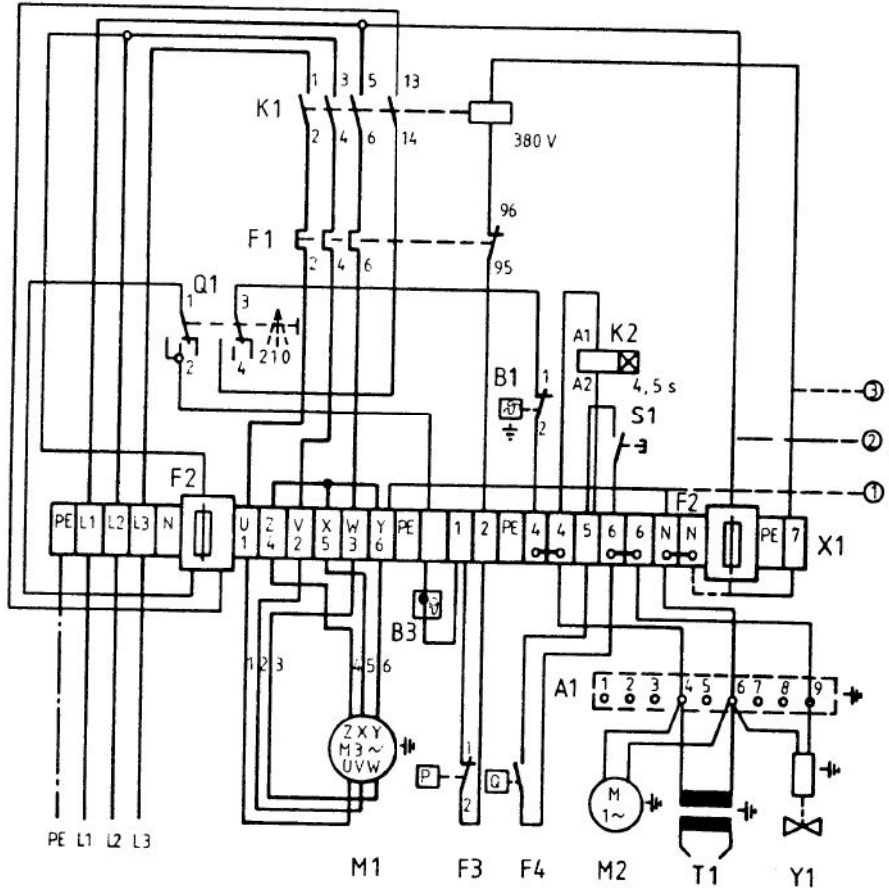 1 3 5 13
K1
2 4 6 14
380 V
96
F1
2 4 6
95
Q1
1 3
2 4
2 1 0
A1 K2
A2 4,5 s
B1
1
2
S1
3
2
1
F2
F2
PE L1 L2 L3 N
U Z V X W Y
1 4 2 5 3 6
PE 1 2 PE 4 4 5 6 6 N N PE 7
X1
B3
1 2 3 4 5 6
A1
1 2 3 4 5 6 7 8 9
Z X Y
M 3 ~
U V W
P
1
2
Q
M
1~
PE L1 L2 L3
M1 F3 F4 M2 T1 Y1